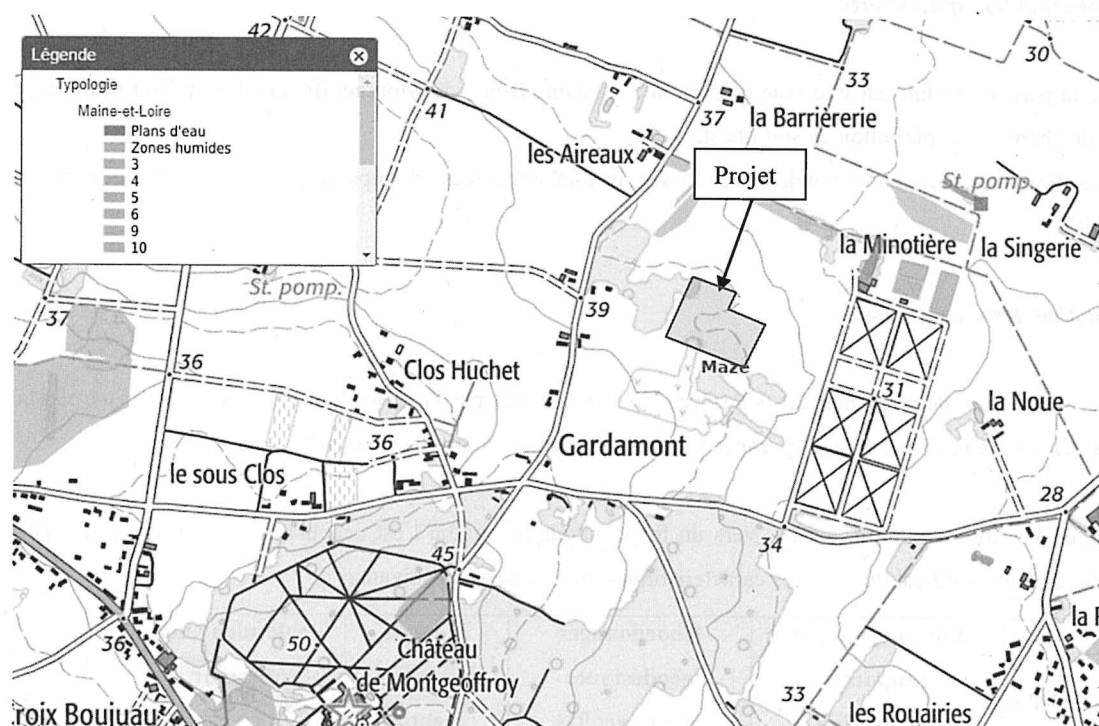 Légende
Typologie
Maine-et-Loire
Plans d'eau
Zones humides
3
4
5
6
9
10
42
30
33
41
37
la Barrièrerie
les Aireaux
Projet
St. pomp.
la Minotière
la Singerie
St. pomp.
37
39
36
Mazé
Clos Huchet
31
la Noue
36
Gardamont
le sous Clos
28
34
45
36
50
Château
de Montgeoffroy
33
roix Boujuau
les Rouairies